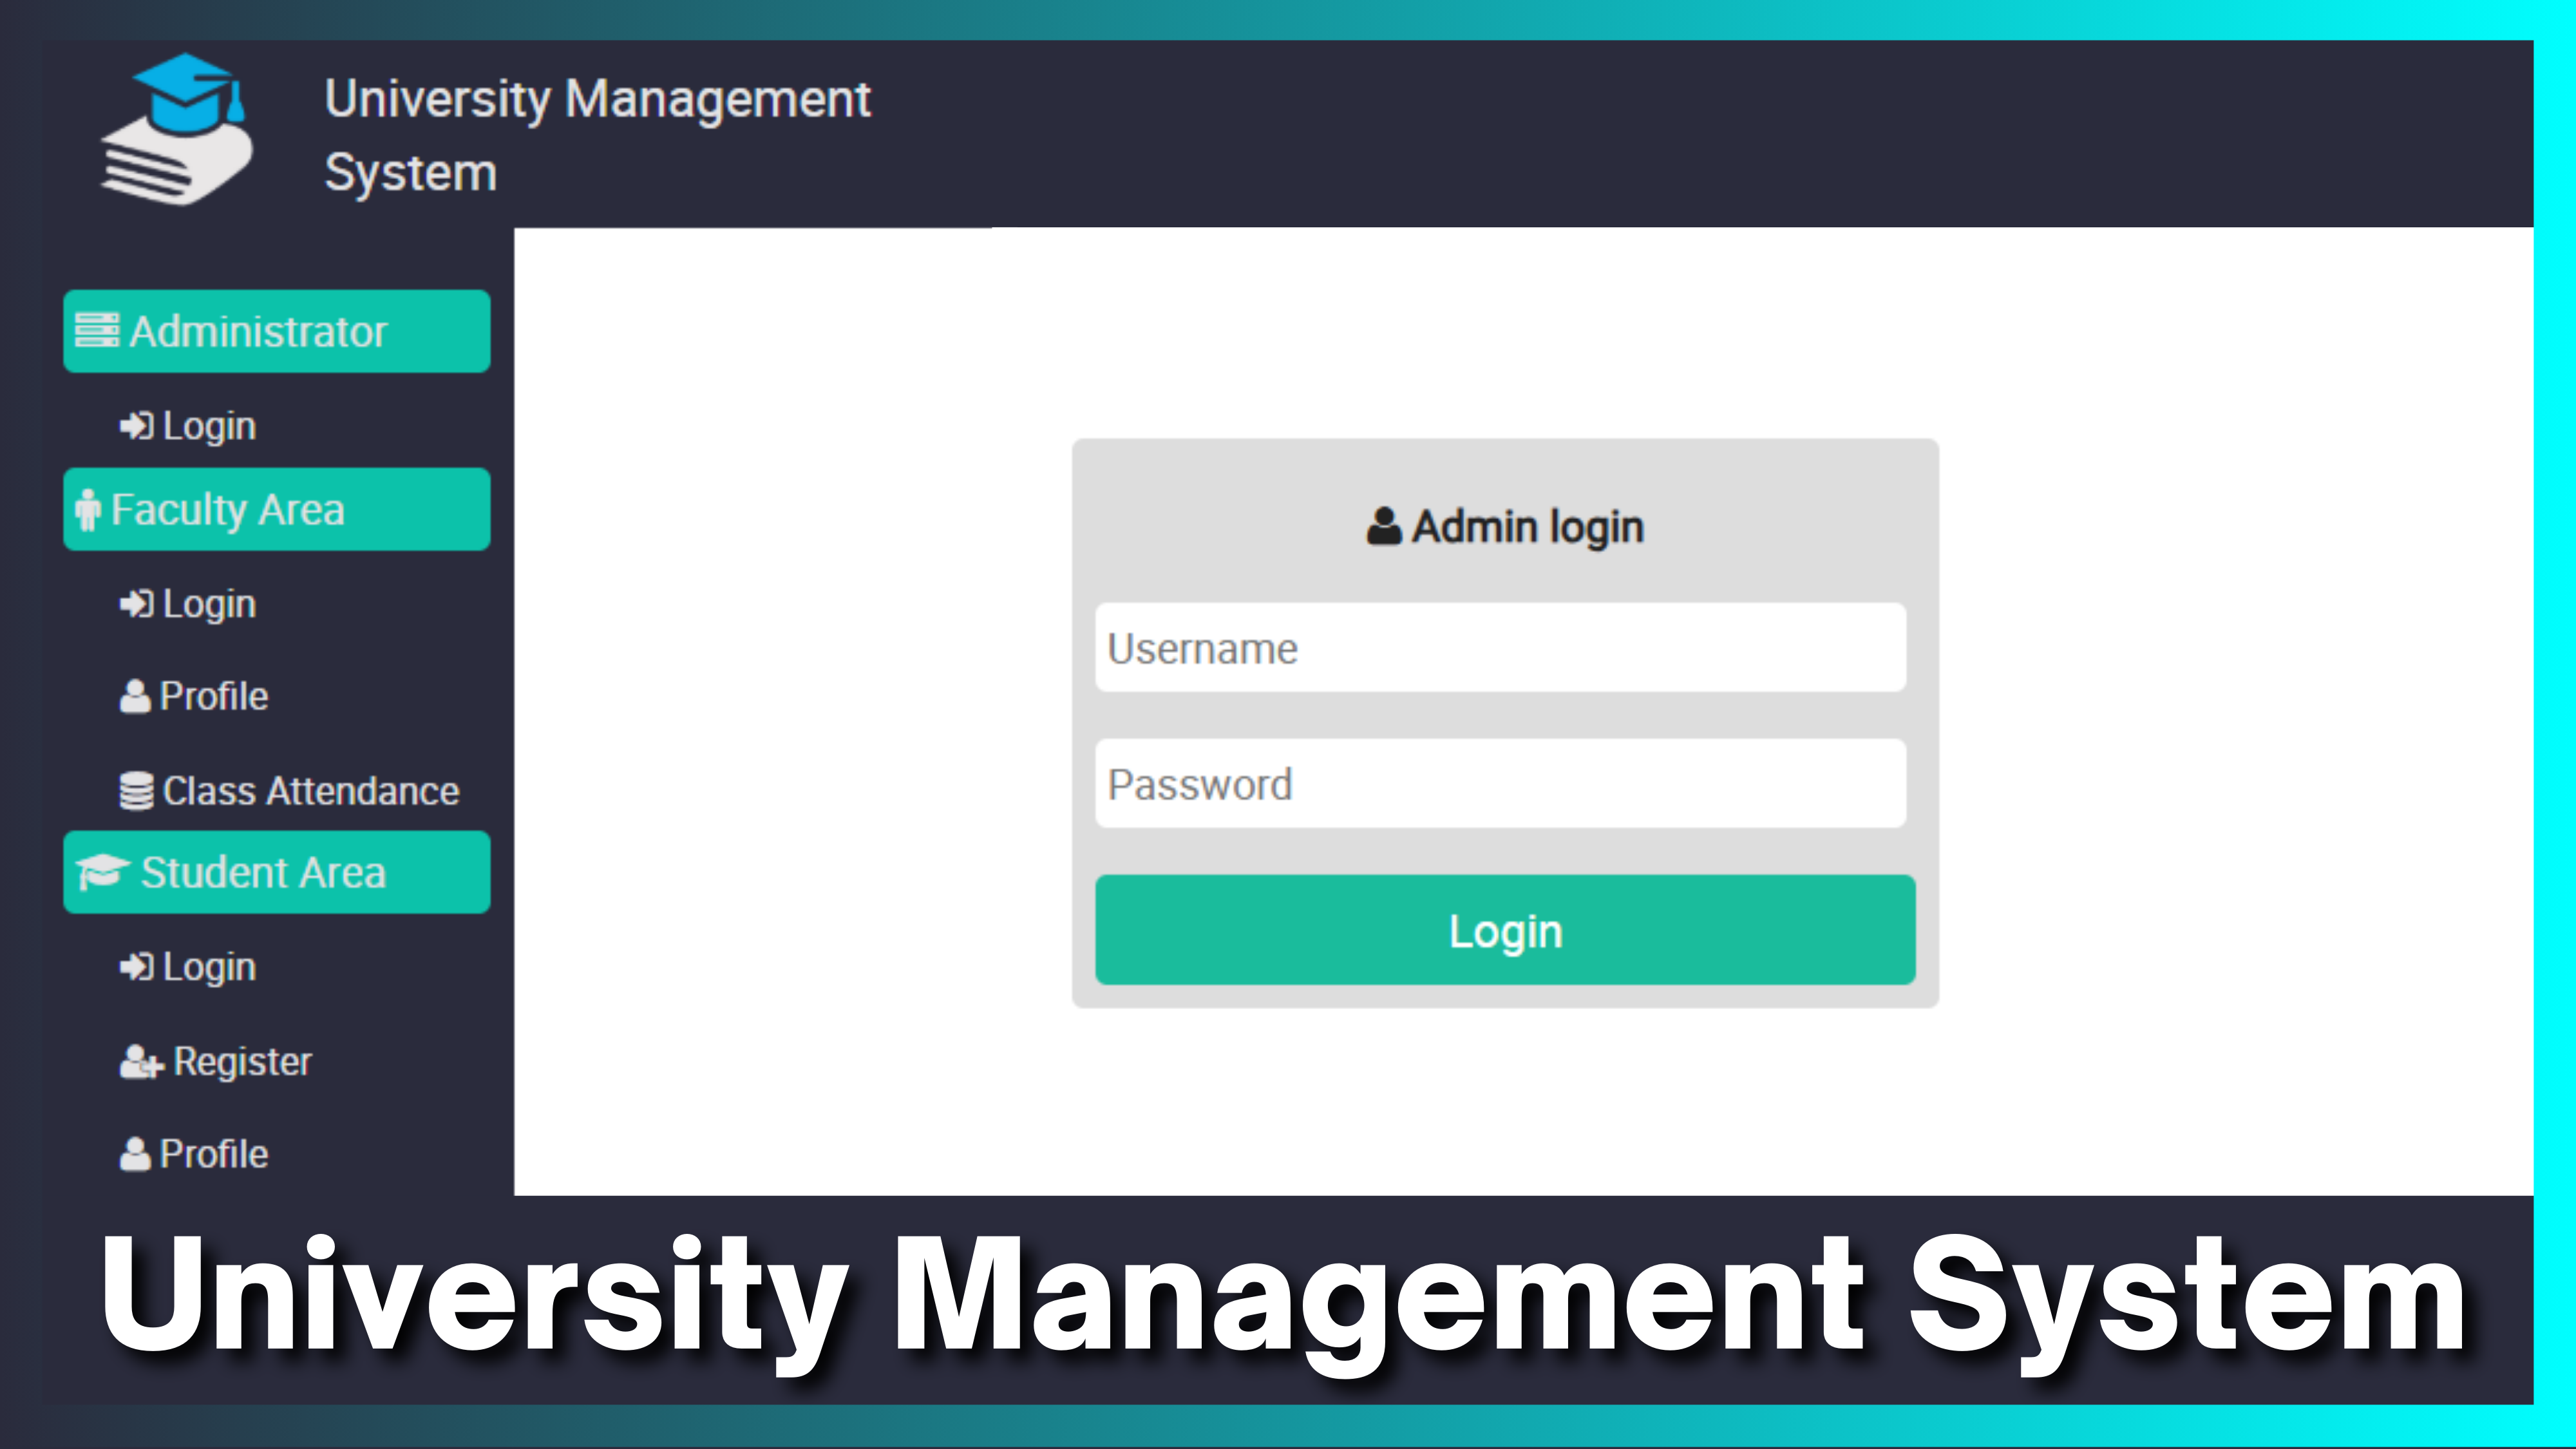 University Management
System
Administrator
Login
Faculty Area
Login
Profile
Class Attendance
Student Area
Login
Register
Profile
Admin login
Username
Password
Login
University Management System